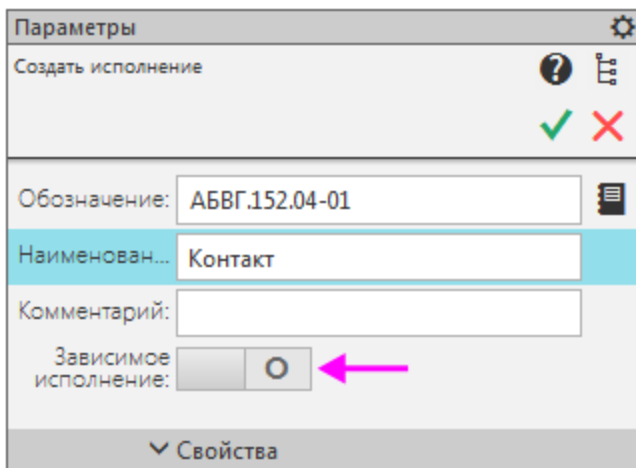 Параметры
Создать исполнение
Обозначение: АБВГ.152.04-01
Наименован... Контакт
Комментарий:
Зависимое
исполнение:
Свойства